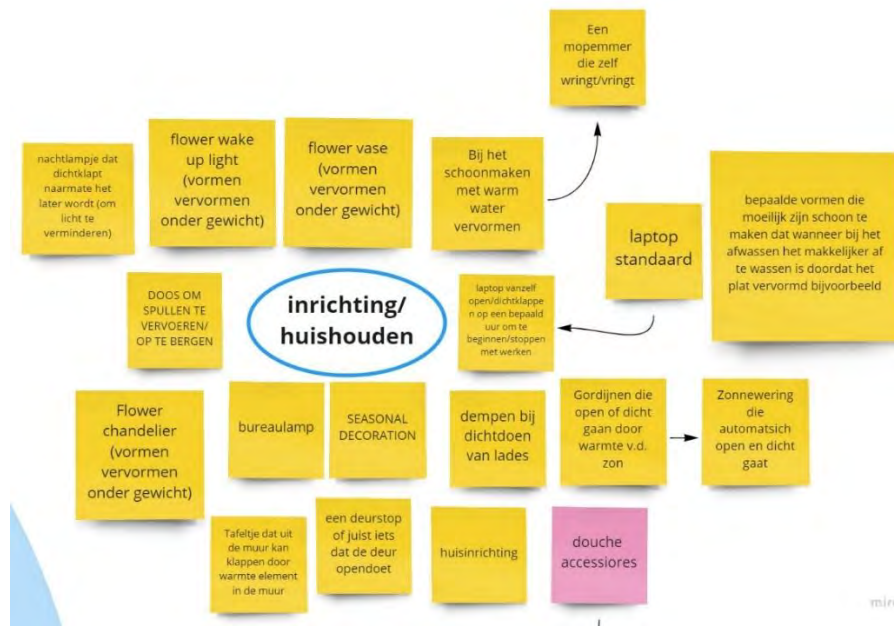 Een
mopemmer
die zelf
wringt/vringt
nachtlampje dat
dichtklapt
naarmate het
later wordt (om
licht te
verminderen)
flower wake
up light
(vormen
vervormen
onder gewicht)
flower vase
(vormen
vervormen
onder gewicht)
Bij het
schoonmaken
met warm
water
vervormen
laptop
standaard
bepaalde vormen die
moeilijk zijn schoon te
maken dat wanneer bij het
afwassen het makkelijker af
te wassen is doordat het
plat vervormd bijvoorbeeld
DOOS OM
SPULLEN TE
VERVOEREN/
OP TE BERGEN
inrichting/
huishouden
laptop vanzelf
open/dichtklappe
n op een bepaald
uur om te
beginnen/stoppen
met werken
Flower
chandelier
(vormen
vervormen
onder gewicht)
bureaulamp
SEASONAL
DECORATION
dempen bij
dichtdoen
van lades
Gordijnen die
open of dicht
gaan door
warmte v.d.
zon
Zonnewering
die
automatsich
open en dicht
gaat
Tafeltje dat uit
de muur kan
klappen door
warmte element
in de muur
een deurstop
of juist iets
dat de deur
opendoet
huisinrichting
douche
accessiores